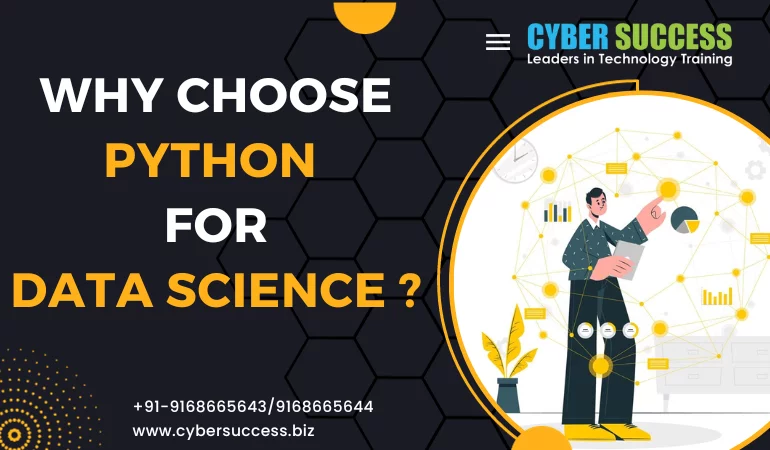 CYBER SUCCESS
Leaders in Technology Training
WHY CHOOSE
PYTHON
FOR
DATA SCIENCE ?
+91-9168665643/9168665644
www.cybersuccess.biz